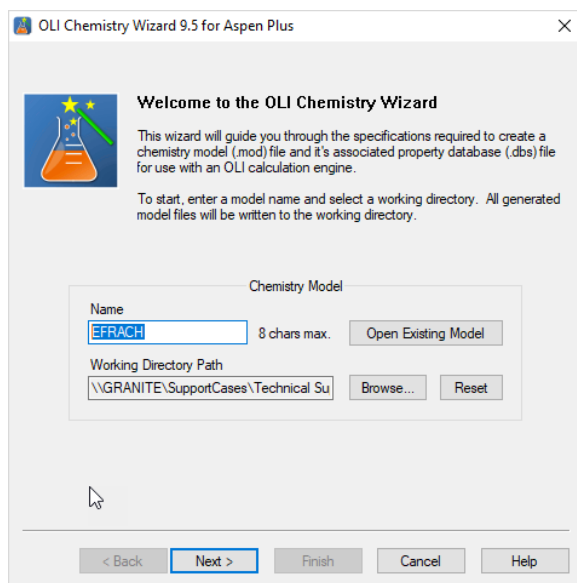 OLI Chemistry Wizard 9.5 for Aspen Plus
Welcome to the OLI Chemistry Wizard
This wizard will guide you through the specifications required to create a
chemistry model (.mod) file and it's associated property database (.dbs) file
for use with an OLI calculation engine.
To start, enter a model name and select a working directory. All generated
model files will be written to the working directory.
Chemistry Model
Name
EFRACH 8 chars max. Open Existing Model
Working Directory Path
\\GRANITE\SupportCases\Technical Su Browse... Reset
< Back Next > Finish Cancel Help